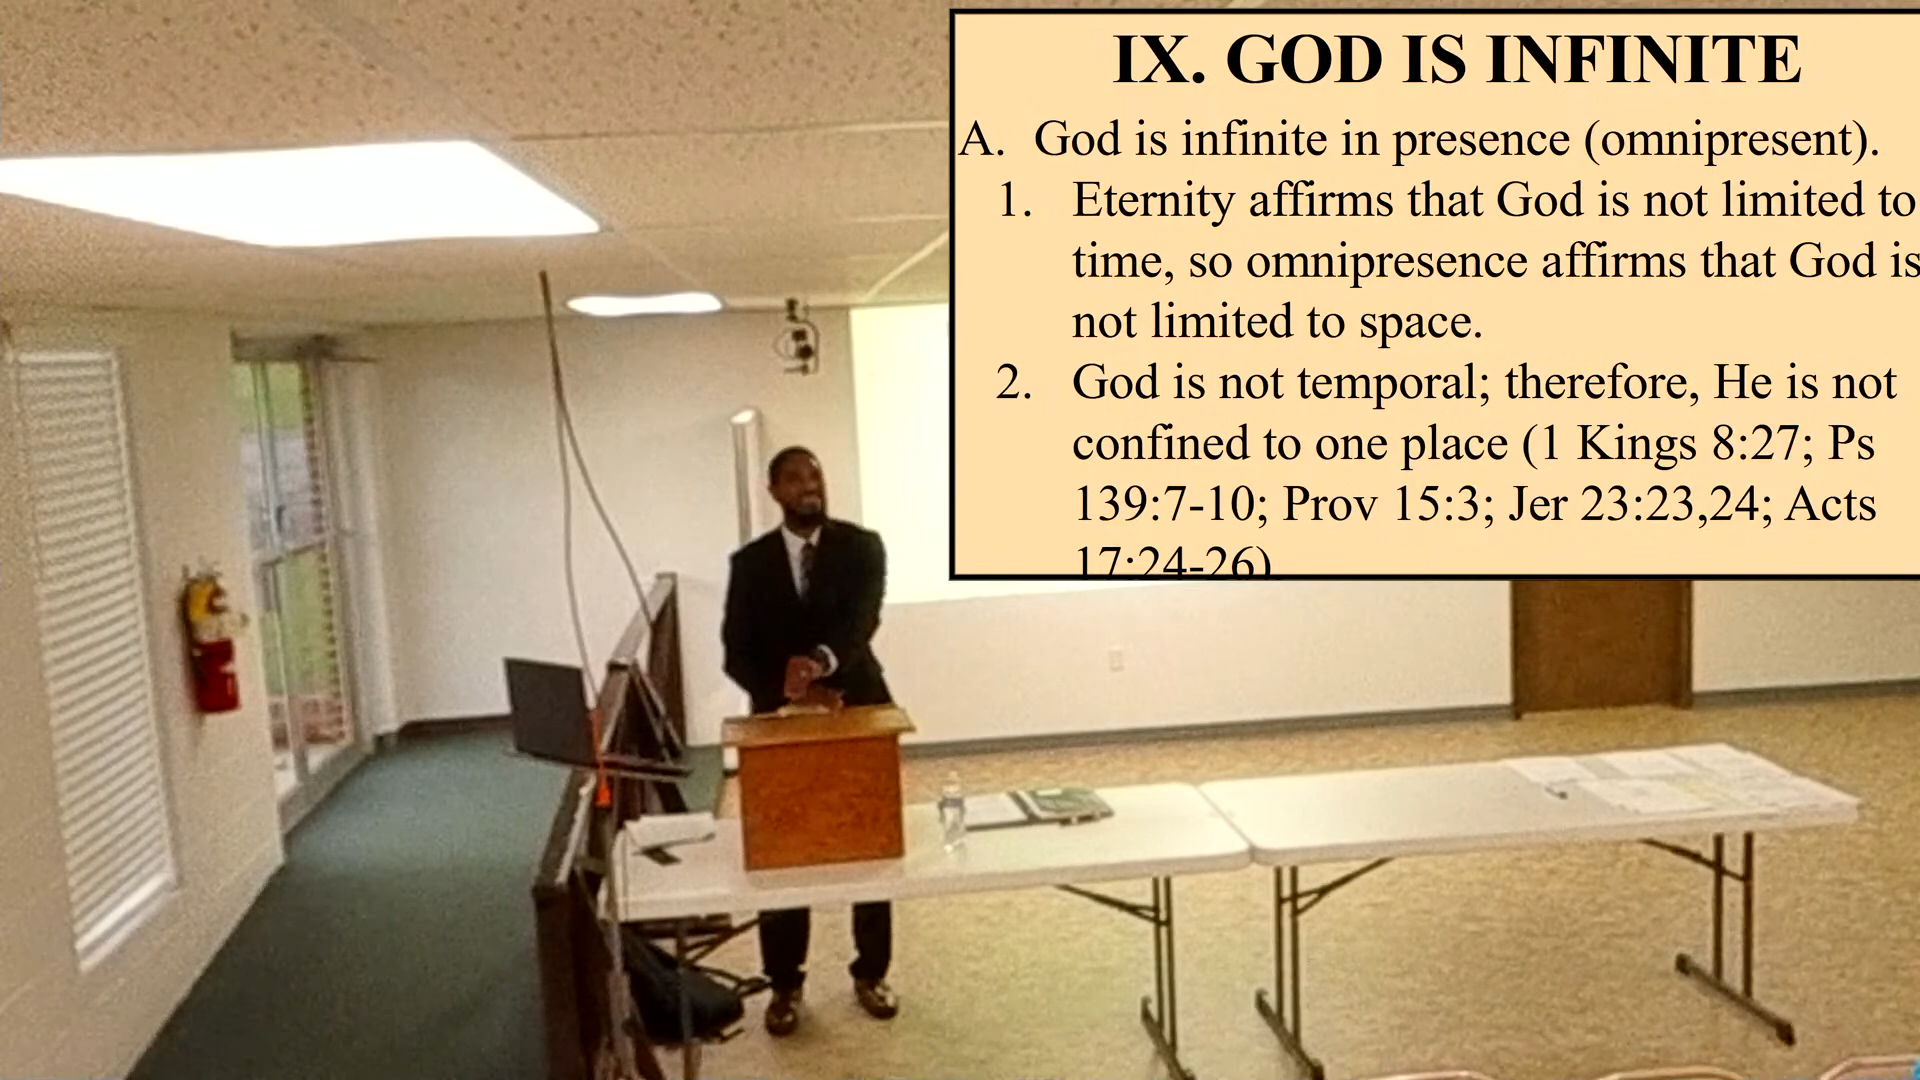 IX. GOD IS INFINITE
A. God is infinite in presence (omnipresent).
1. Eternity affirms that God is not limited to
time, so omnipresence affirms that God is
not limited to space.
2. God is not temporal; therefore, He is not
confined to one place (1 Kings 8:27; Ps
139:7-10; Prov 15:3; Jer 23:23,24; Acts
17:24-26)